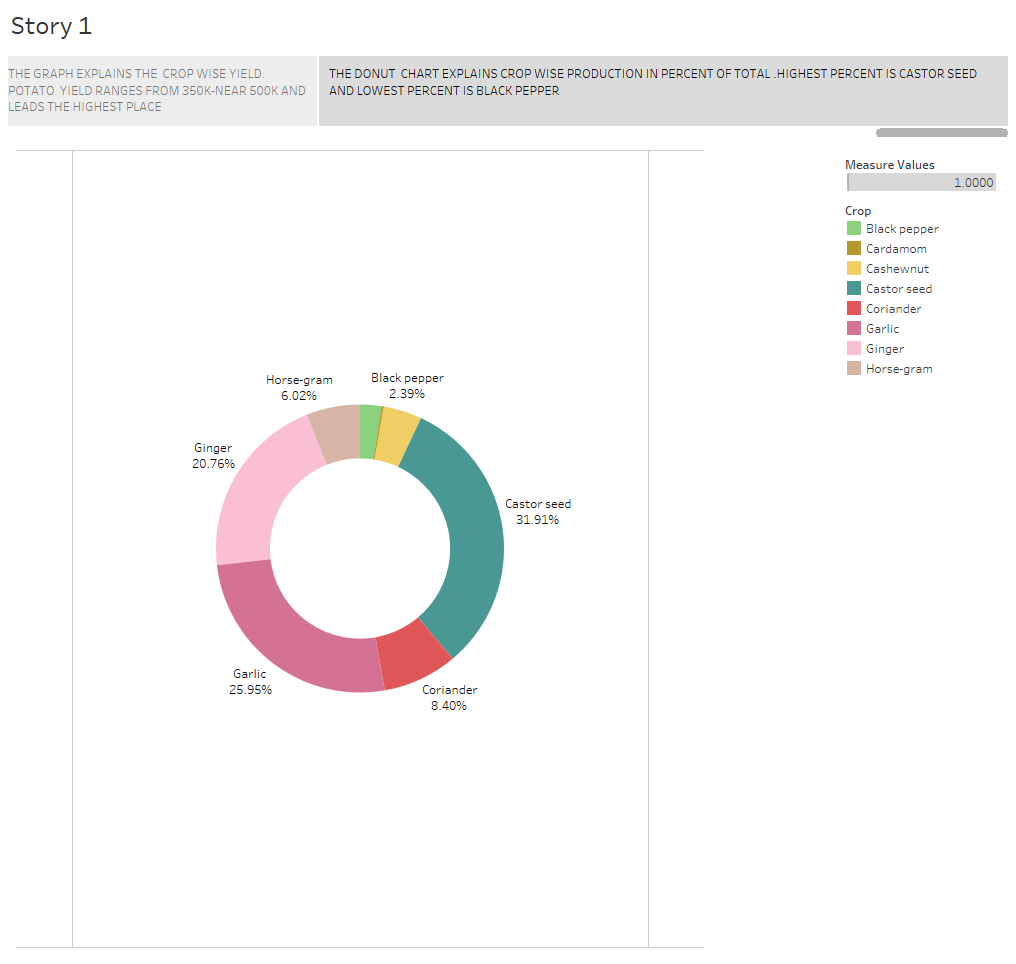 Story 1
THE GRAPH EXPLAINS THE  CROP WISE YIELD.
POTATO  YIELD RANGES FROM 350K-NEAR 500K AND
LEADS THE HIGHEST PLACE
THE DONUT  CHART EXPLAINS CROP WISE PRODUCTION IN PERCENT OF TOTAL .HIGHEST PERCENT IS CASTOR SEED
AND LOWEST PERCENT IS BLACK PEPPER
Measure Values
1.0000
Crop
Black pepper
Cardamom
Cashewnut
Castor seed
Coriander
Garlic
Ginger
Horse-gram
Horse-gram
6.02%
Black pepper
2.39%
Ginger
20.76%
Castor seed
31.91%
Garlic
25.95%
Coriander
8.40%